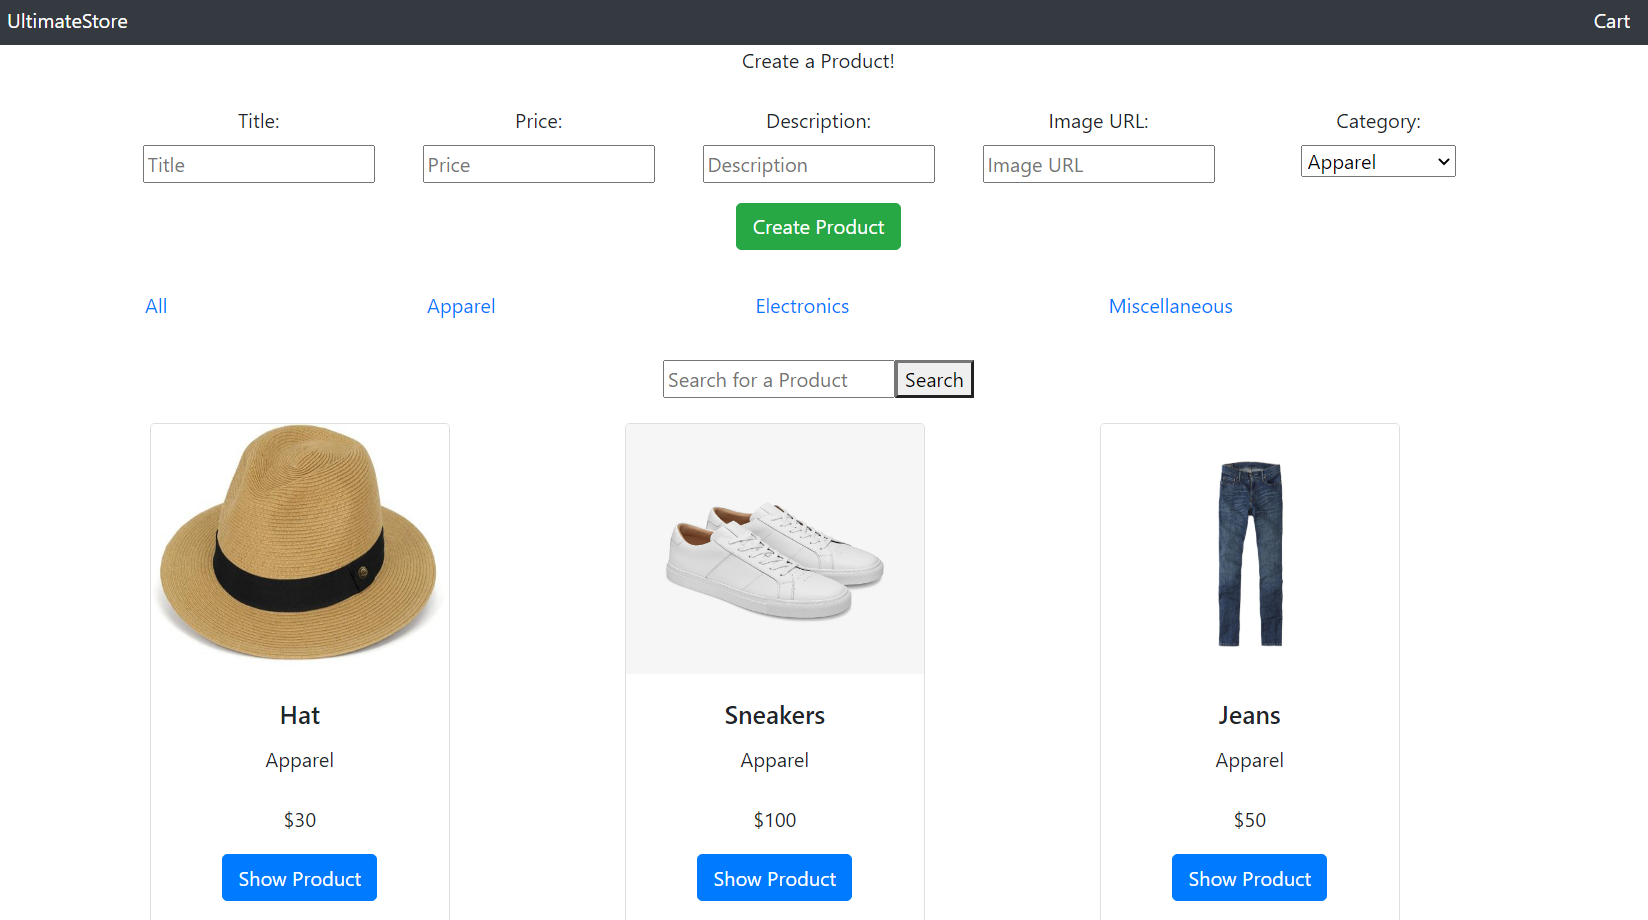 UltimateStore Cart
Create a Product!
Title: Price: Description: Image URL: Category:
Title Price Description Image URL Apparel
Create Product
All Apparel Electronics Miscellaneous
Search for a Product Search
Hat Sneakers Jeans
Apparel Apparel Apparel
$30 $100 $50
Show Product Show Product Show Product